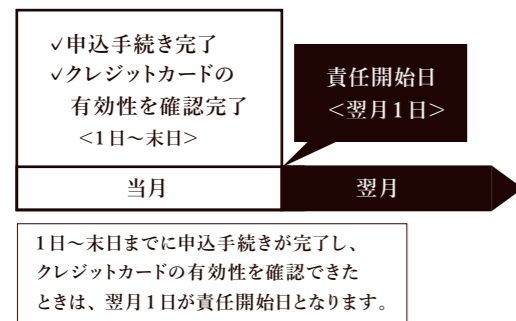 ✓申込手続き完了
✓クレジットカードの
有効性を確認完了
<1日～末日>
責任開始日
<翌月1日>
当月
翌月
1日～末日までに申込手続きが完了し、
クレジットカードの有効性を確認できた
ときは、翌月1日が責任開始日となります。